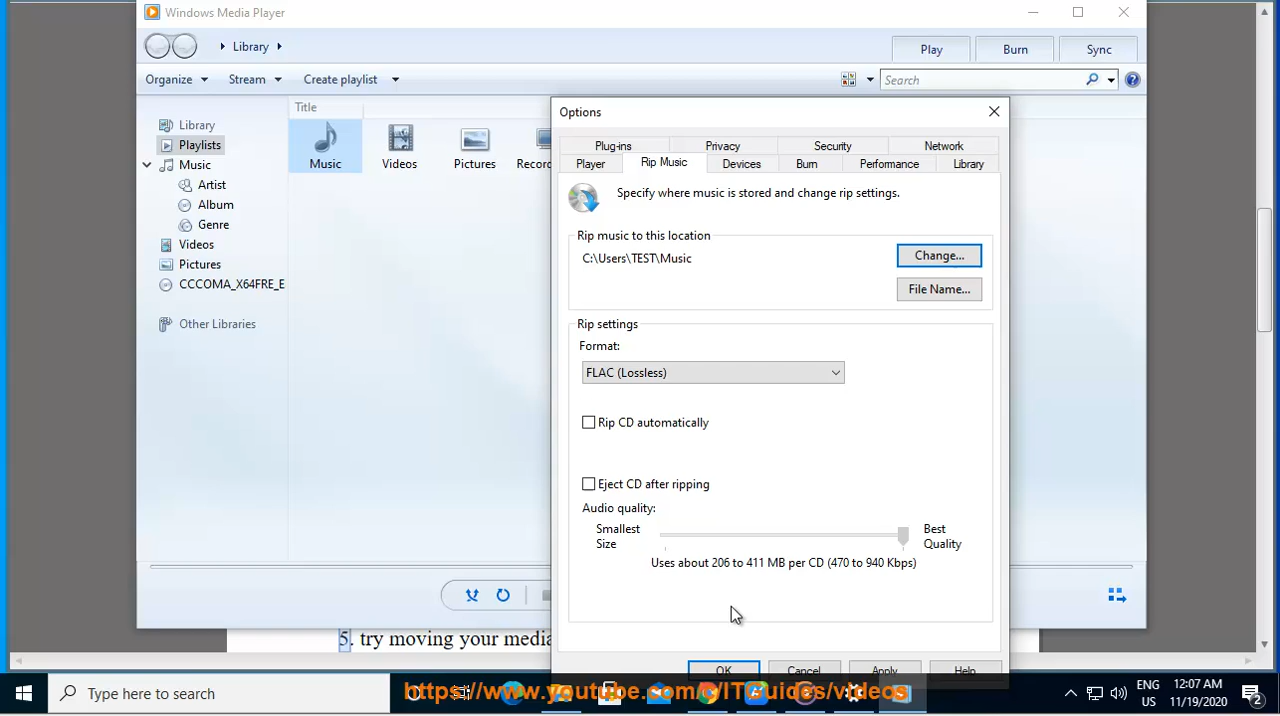 Windows Media Player
Library
Play
Burn
Sync
Organize
Stream
Create playlist
Search
Title
Library
Playlists
Music
Artist
Album
Genre
Videos
Pictures
CCCOMA_X64FRE_E
Other Libraries
Music
Videos
Pictures
Recor
Options
Plug-ins
Privacy
Security
Network
Player
Rip Music
Devices
Burn
Performance
Library
Specify where music is stored and change rip settings.
Rip music to this location
C:\Users\TEST\Music
Change...
File Name...
Rip settings
Format:
FLAC (Lossless)
Rip CD automatically
Eject CD after ripping
Audio quality:
Smallest
Size
Best
Quality
Uses about 206 to 411 MB per CD (470 to 940 Kbps)
OK
Cancel
Apply
Help
5. try moving your media
Type here to search
https://www.youtube.com/c/ITGuides/videos
ENG
US
12:07 AM
11/19/2020
2